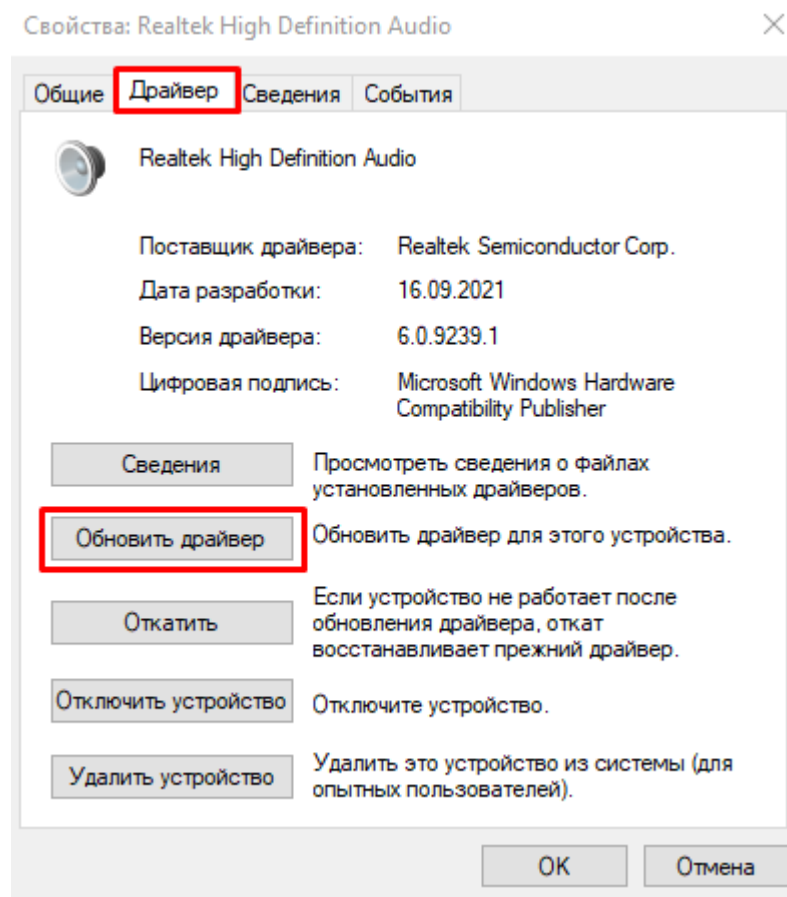 Свойства: Realtek High Definition Audio
Общие Драйвер Сведения События
Realtek High Definition Audio
Поставщик драйвера: Realtek Semiconductor Corp.
Дата разработки: 16.09.2021
Версия драйвера: 6.0.9239.1
Цифровая подпись: Microsoft Windows Hardware
Compatibility Publisher
Сведения
Просмотреть сведения о файлах
установленных драйверов.
Обновить драйвер
Обновить драйвер для этого устройства.
Откатить
Если устройство не работает после
обновления драйвера, откат
восстанавливает прежний драйвер.
Отключить устройство
Отключите устройство.
Удалить устройство
Удалить это устройство из системы (для
опытных пользователей).
OK Отмена